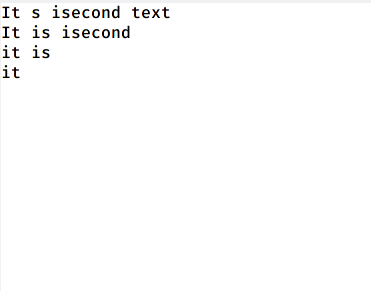 It s isecond text
It is isecond
it is
it